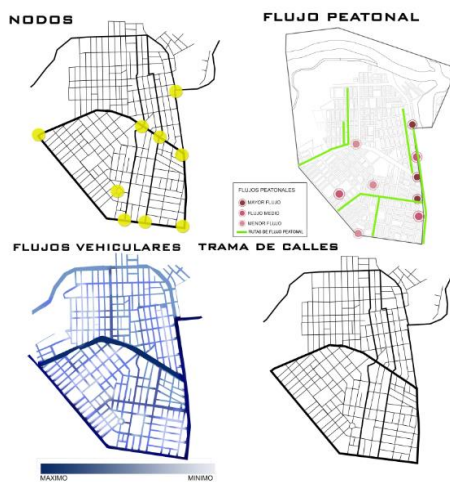 NODOS
FLUJO PEATONAL
FLUJOS PEATONALES
MAYOR FLUJO
FLUJO MEDIO
MENOR FLUJO
RUTAS DE FLUJO PEATONAL
FLUJOS VEHICULARES
TRAMA DE CALLES
MAXIMO
MINIMO